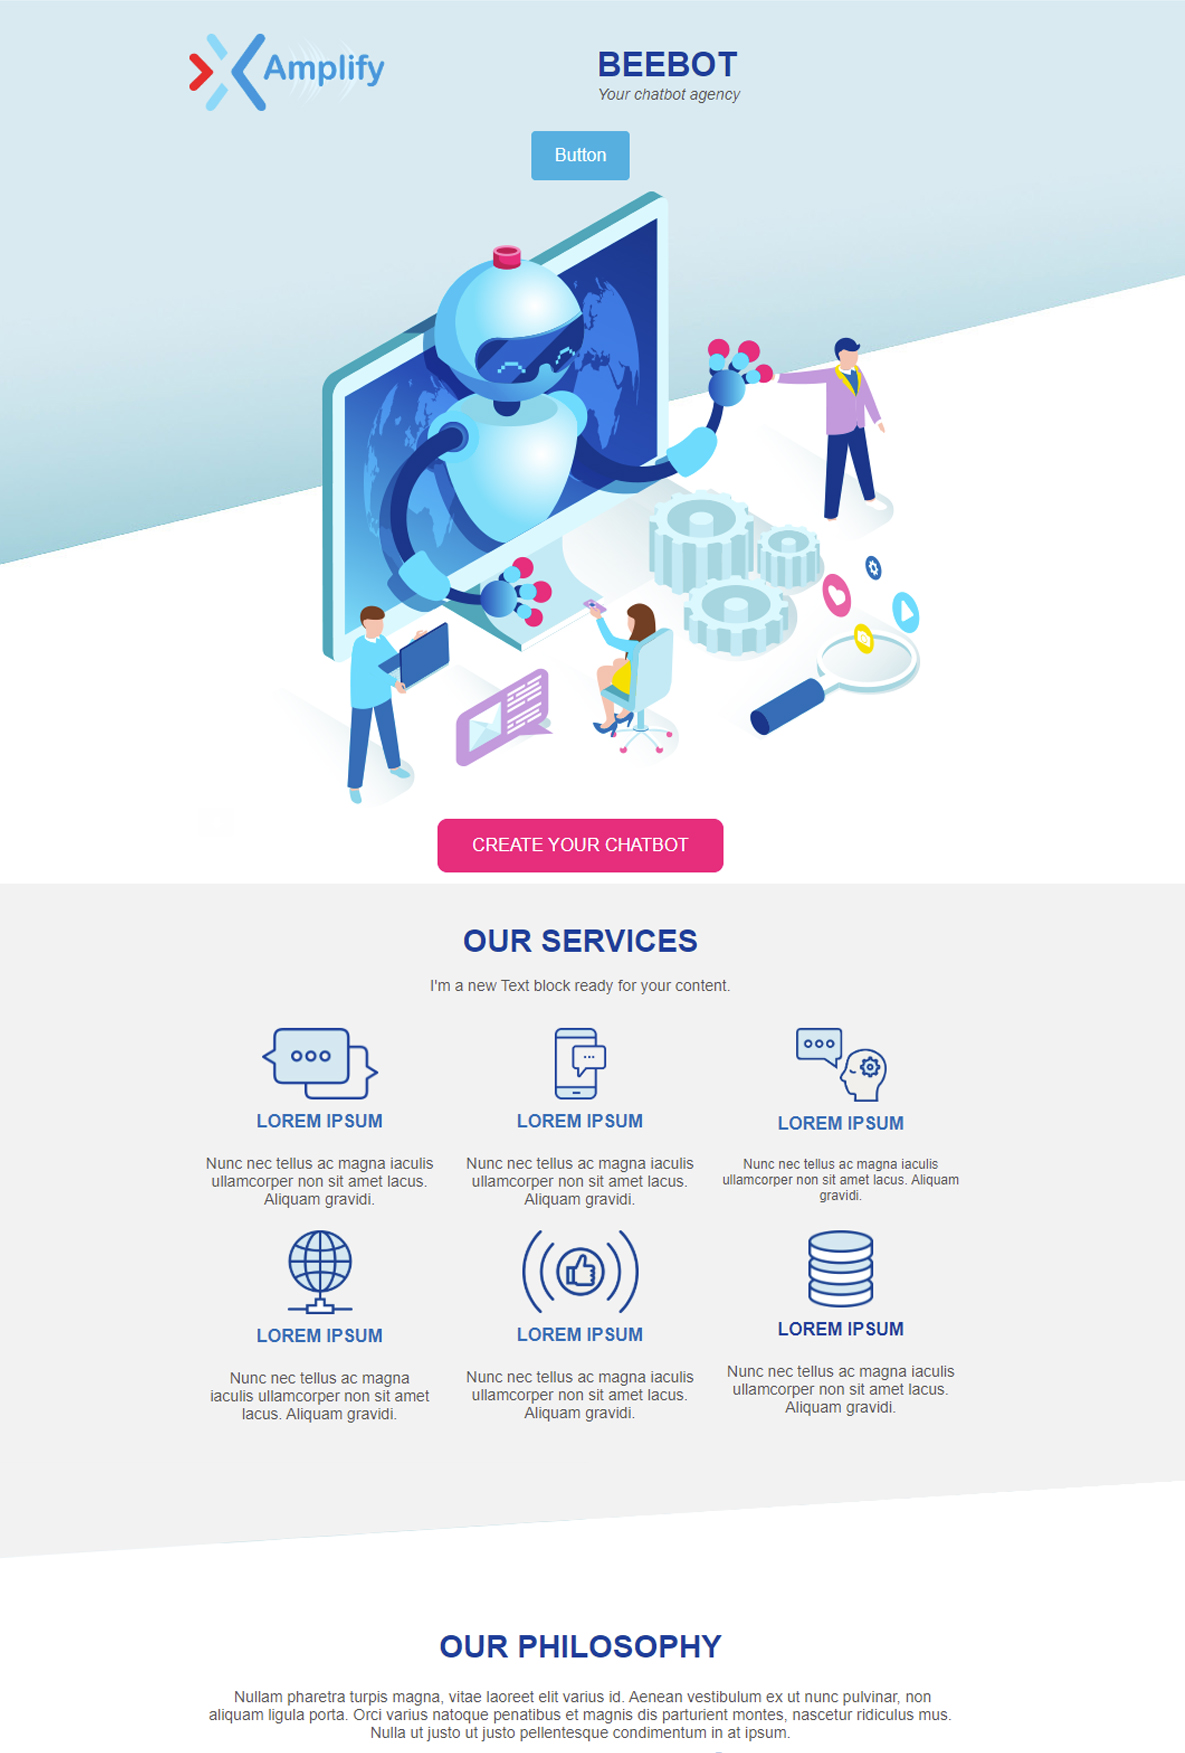 Amplify
BEEBOT
Your chatbot agency
Button
CREATE YOUR CHATBOT
OUR SERVICES
I'm a new Text block ready for your content.
LOREM IPSUM
Nunc nec tellus ac magna iaculis
ullamcorper non sit amet lacus.
Aliquam gravidi.
LOREM IPSUM
Nunc nec tellus ac magna iaculis
ullamcorper non sit amet lacus.
Aliquam gravidi.
LOREM IPSUM
Nunc nec tellus ac magna iaculis
ullamcorper non sit amet lacus. Aliquam
gravidi.
LOREM IPSUM
Nunc nec tellus ac magna
iaculis ullamcorper non sit amet
lacus. Aliquam gravidi.
LOREM IPSUM
Nunc nec tellus ac magna iaculis
ullamcorper non sit amet lacus.
Aliquam gravidi.
LOREM IPSUM
Nunc nec tellus ac magna iaculis
ullamcorper non sit amet lacus.
Aliquam gravidi.
OUR PHILOSOPHY
Nullam pharetra turpis magna, vitae laoreet elit varius id. Aenean vestibulum ex ut nunc pulvinar, non
aliquam ligula porta. Orci varius natoque penatibus et magnis dis parturient montes, nascetur ridiculus mus.
Nulla ut justo ut justo pellentesque condimentum in at ipsum.